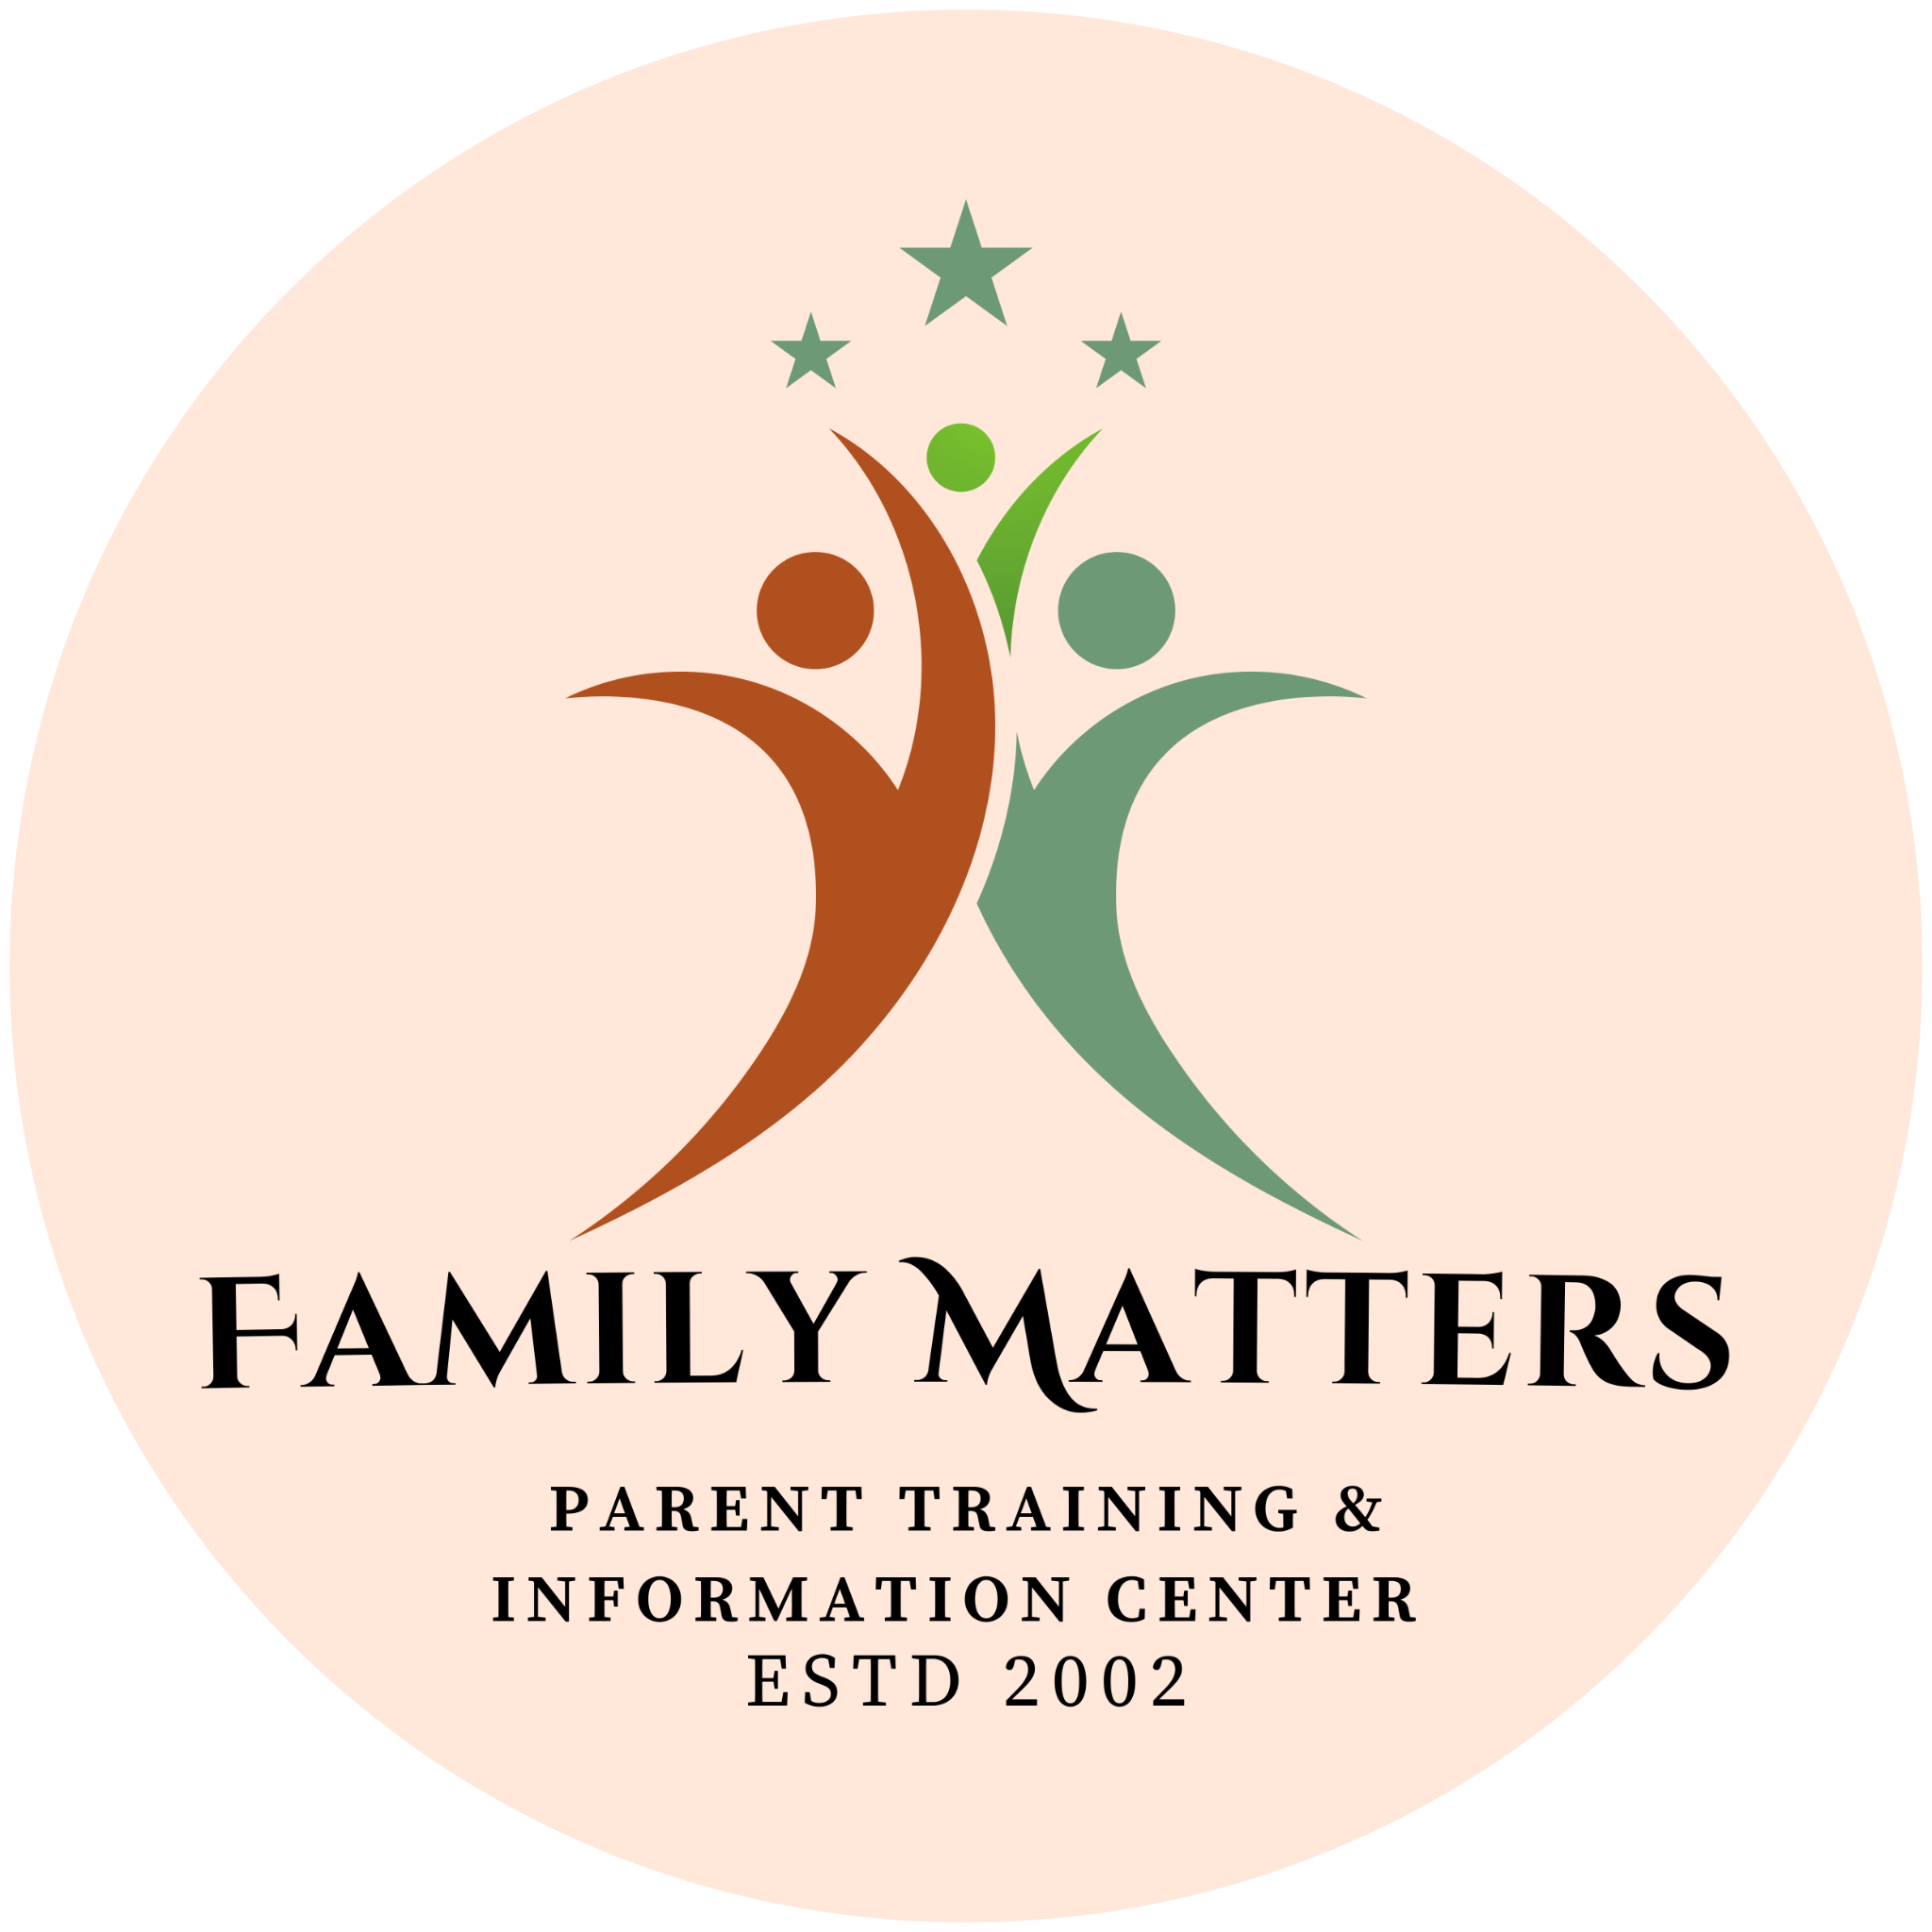 FAMILY MATTERS
PARENT TRAINING &
INFORMATION CENTER
ESTD 2002